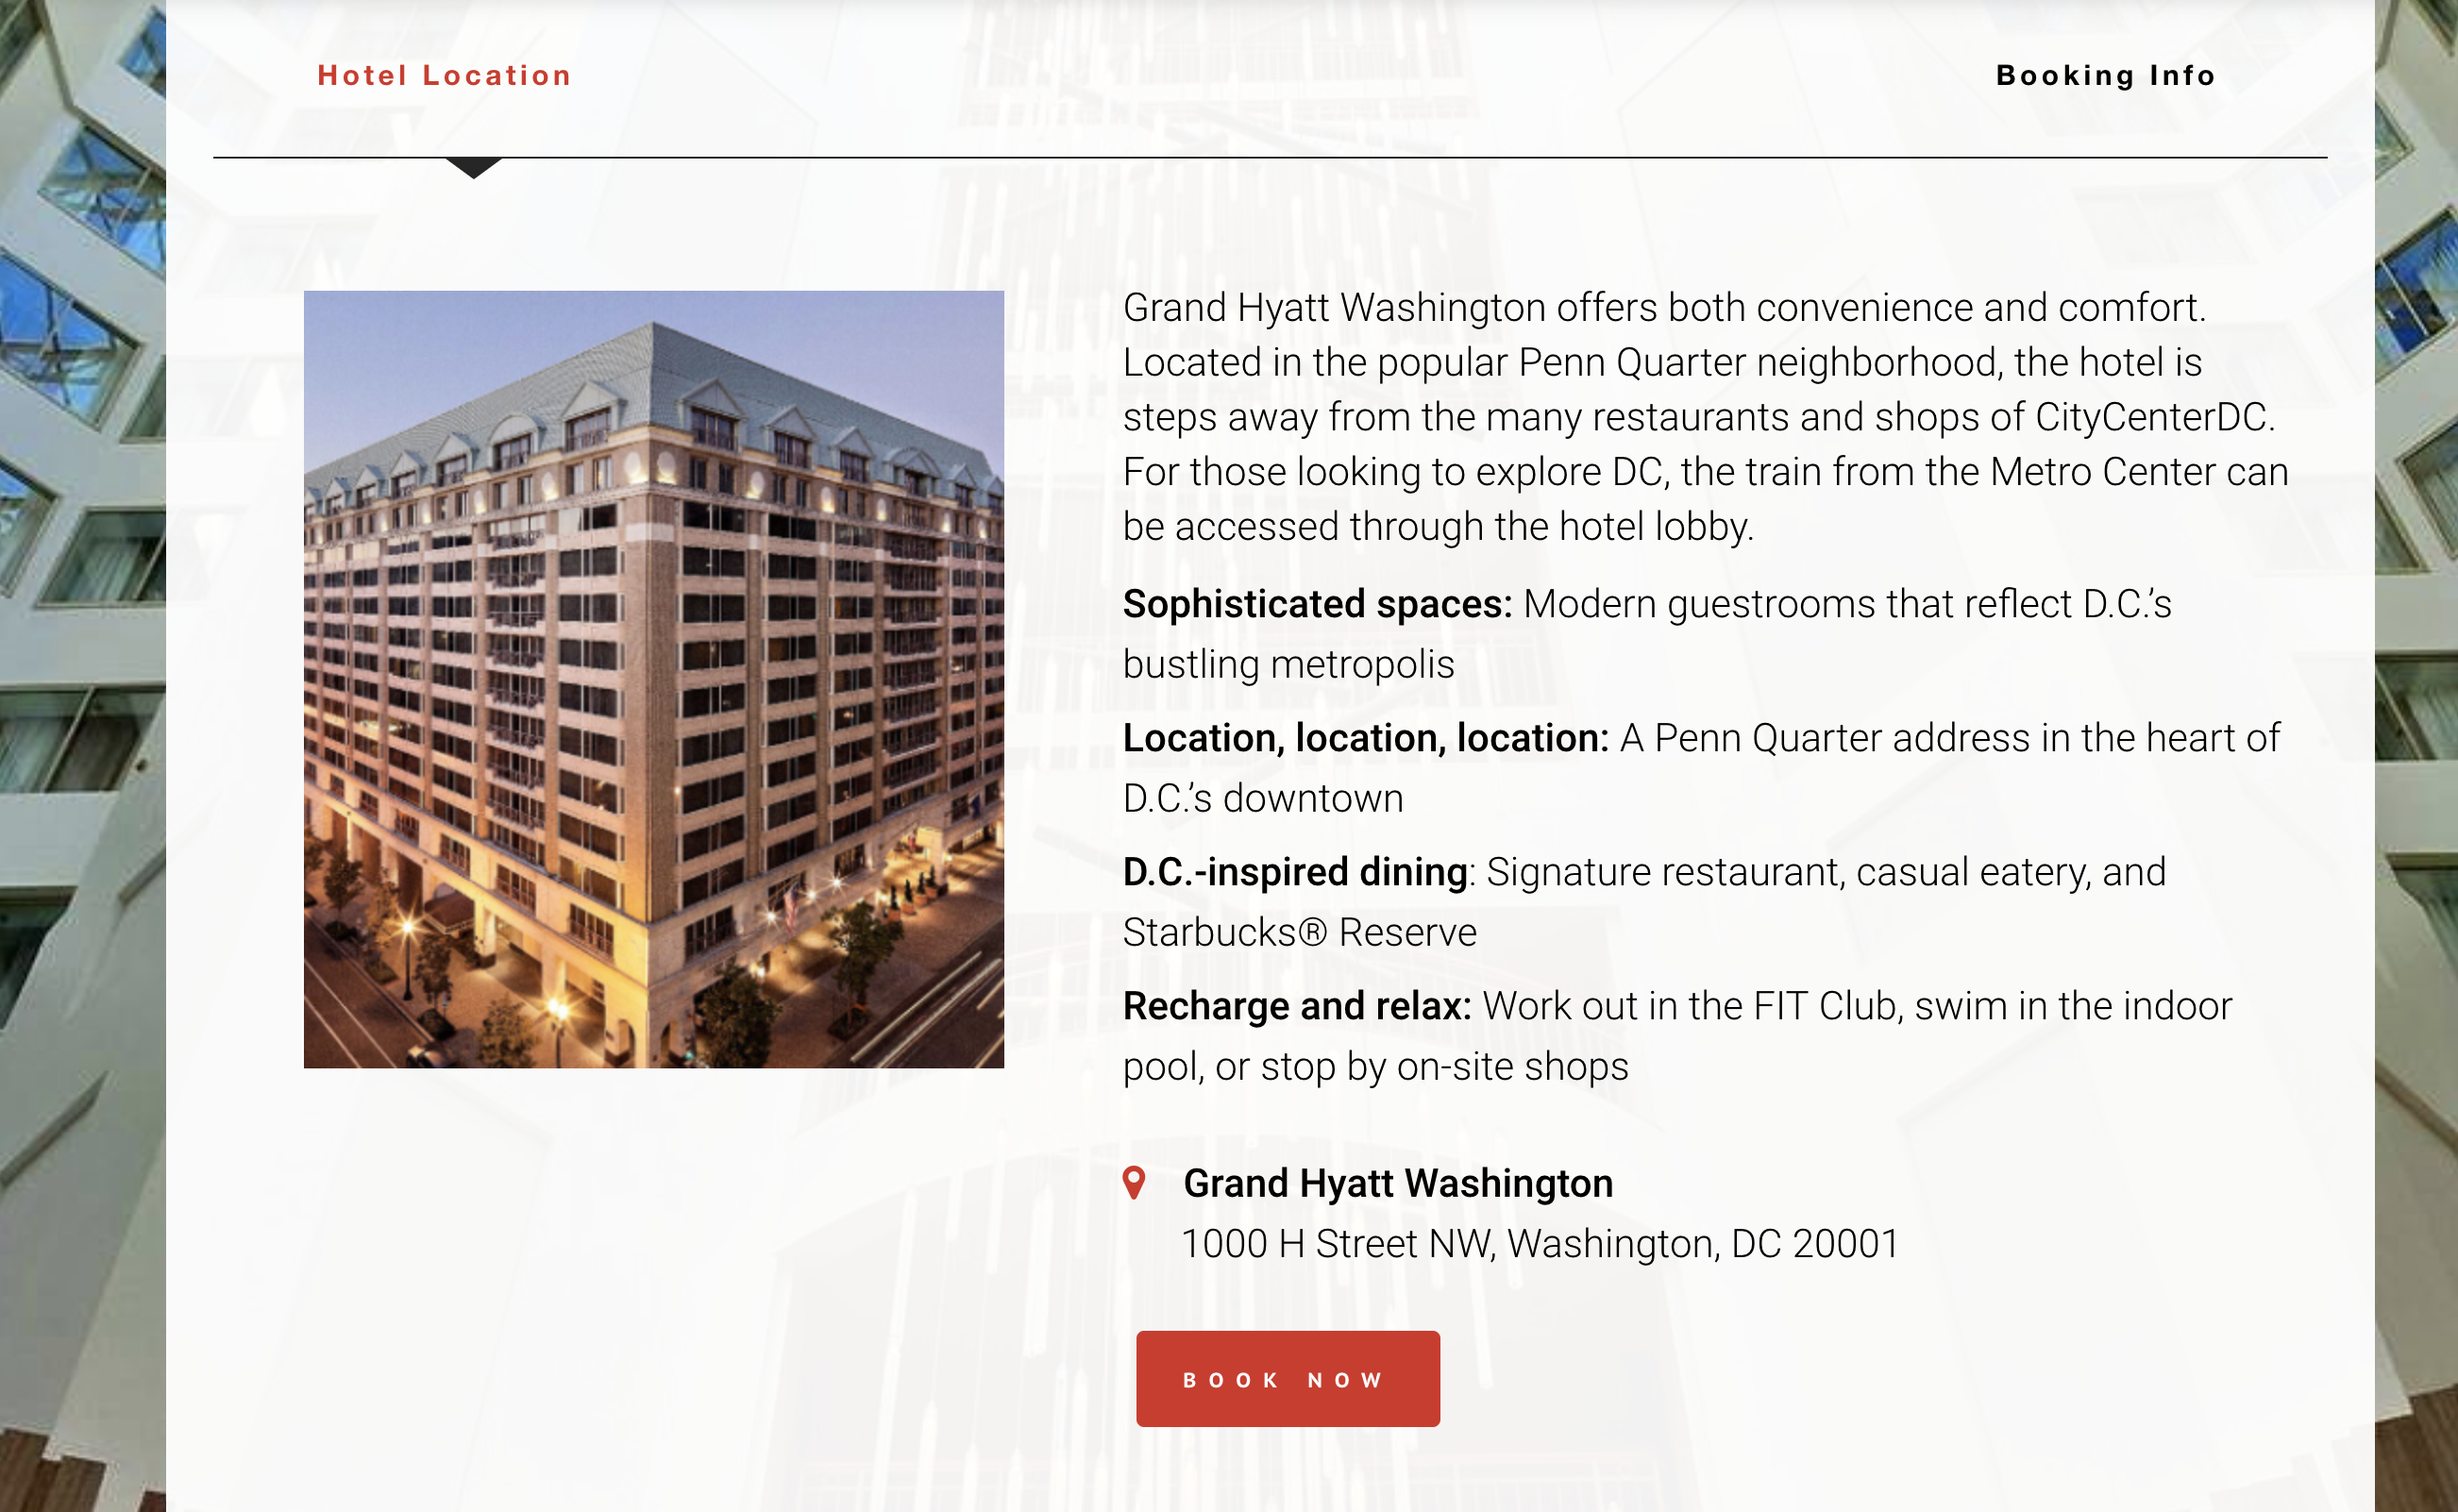 Hotel Location
Booking Info
Grand Hyatt Washington offers both convenience and comfort.
Located in the popular Penn Quarter neighborhood, the hotel is
steps away from the many restaurants and shops of CityCenterDC.
For those looking to explore DC, the train from the Metro Center can
be accessed through the hotel lobby.
Sophisticated spaces: Modern guestrooms that reflect D.C.’s
bustling metropolis
Location, location, location: A Penn Quarter address in the heart of
D.C.’s downtown
D.C.-inspired dining: Signature restaurant, casual eatery, and
Starbucks® Reserve
Recharge and relax: Work out in the FIT Club, swim in the indoor
pool, or stop by on-site shops
Grand Hyatt Washington
1000 H Street NW, Washington, DC 20001
BOOK NOW